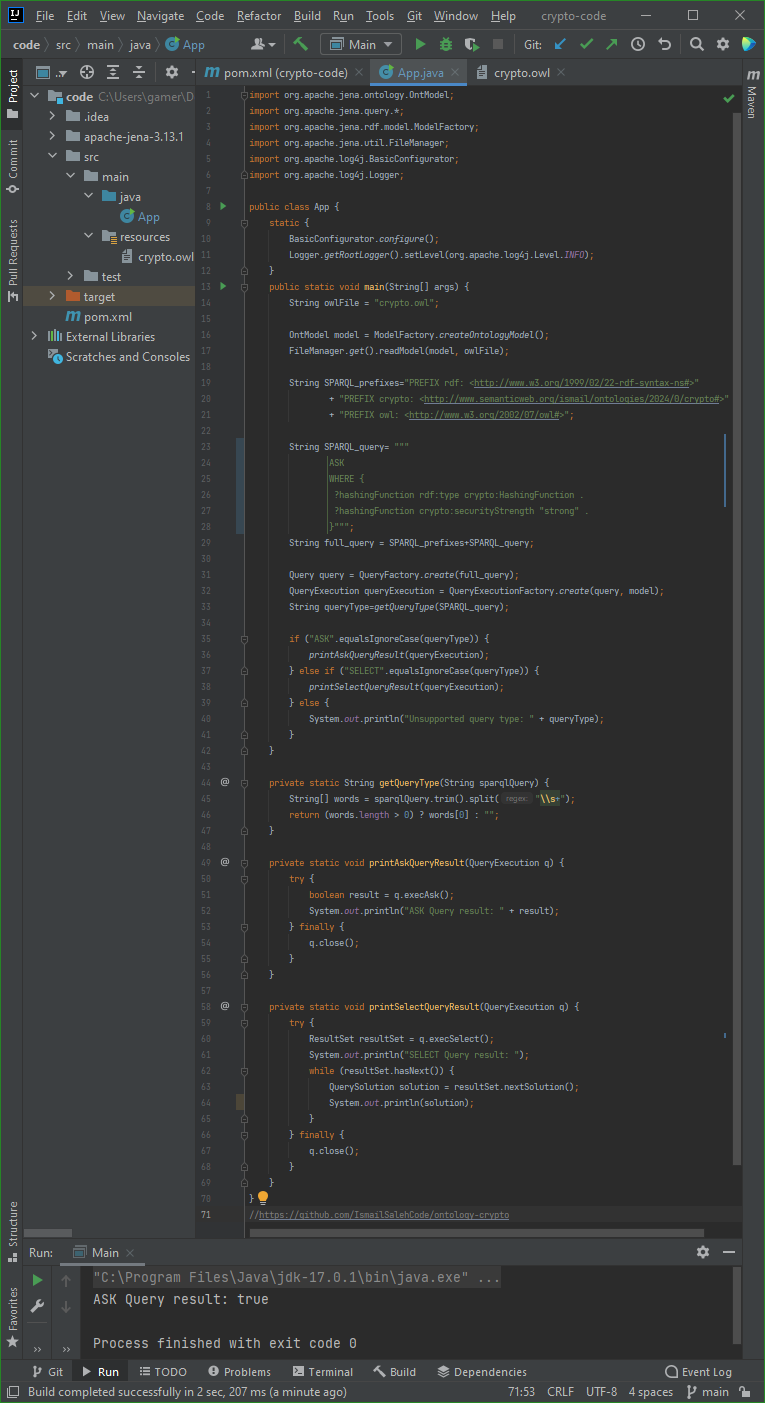 File Edit View Navigate Code Refactor Build Run Tools Git Window Help crypto-code
code src main java App Main Git:
Project
pom.xml (crypto-code) App.java crypto.owl
Maven
code C:\Users\gamer\D
.idea
apache-jena-3.13.1
src
main
java
App
resources
crypto.owl
test
target
pom.xml
External Libraries
Scratches and Consoles
Commit
Pull Requests
Structure
Favorites
1 import org.apache.jena.ontology.OntModel;
2 import org.apache.jena.query.*;
3 import org.apache.jena.rdf.model.ModelFactory;
4 import org.apache.jena.util.FileManager;
5 import org.apache.log4j.BasicConfigurator;
6 import org.apache.log4j.Logger;
7
8 public class App {
9 static {
10 BasicConfigurator.configure();
11 Logger.getRootLogger().setLevel(org.apache.log4j.Level.INFO);
12 }
13 public static void main(String[] args) {
14 String owlFile = "crypto.owl";
15
16 OntModel model = ModelFactory.createOntologyModel();
17 FileManager.get().readModel(model, owlFile);
18
19 String SPARQL_prefixes="PREFIX rdf: <http://www.w3.org/1999/02/22-rdf-syntax-ns#>"
20 + "PREFIX crypto: <http://www.semanticweb.org/ismail/ontologies/2024/0/crypto#>"
21 + "PREFIX owl: <http://www.w3.org/2002/07/owl#>";
22
23 String SPARQL_query= """
24 ASK
25 WHERE {
26 ?hashingFunction rdf:type crypto:HashingFunction .
27 ?hashingFunction crypto:securityStrength "strong" .
28 }""";
29 String full_query = SPARQL_prefixes+SPARQL_query;
30
31 Query query = QueryFactory.create(full_query);
32 QueryExecution queryExecution = QueryExecutionFactory.create(query, model);
33 String queryType=getQueryType(SPARQL_query);
34
35 if ("ASK".equalsIgnoreCase(queryType)) {
36 printAskQueryResult(queryExecution);
37 } else if ("SELECT".equalsIgnoreCase(queryType)) {
38 printSelectQueryResult(queryExecution);
39 } else {
40 System.out.println("Unsupported query type: " + queryType);
41 }
42 }
43
44 @ private static String getQueryType(String sparqlQuery) {
45 String[] words = sparqlQuery.trim().split( regex: "\\s+");
46 return (words.length > 0) ? words[0] : "";
47 }
48
49 @ private static void printAskQueryResult(QueryExecution q) {
50 try {
51 boolean result = q.execAsk();
52 System.out.println("ASK Query result: " + result);
53 } finally {
54 q.close();
55 }
56 }
57
58 @ private static void printSelectQueryResult(QueryExecution q) {
59 try {
60 ResultSet resultSet = q.execSelect();
61 System.out.println("SELECT Query result: ");
62 while (resultSet.hasNext()) {
63 QuerySolution solution = resultSet.nextSolution();
64 System.out.println(solution);
65 }
66 } finally {
67 q.close();
68 }
69 }
70 }
71 //https://github.com/IsmailSalehCode/ontology-crypto
Run: Main
"C:\Program Files\Java\jdk-17.0.1\bin\java.exe" ...
ASK Query result: true
Process finished with exit code 0
Git Run TODO Problems Terminal Build Dependencies Event Log
Build completed successfully in 2 sec, 207 ms (a minute ago) 71:53 CRLF UTF-8 4 spaces main